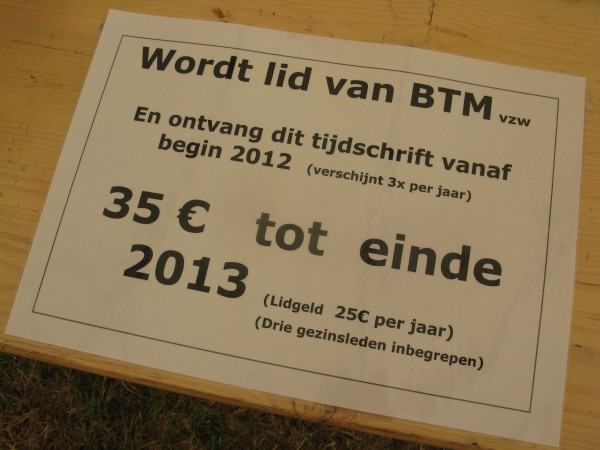 Wordt lid van BTM vzw
En ontvang dit tijdschrift vanaf
begin 2012 (verschijnt 3x per jaar)
35 € tot einde
2013
(Lidgeld 25€ per jaar)
(Drie gezinsleden inbegrepen)